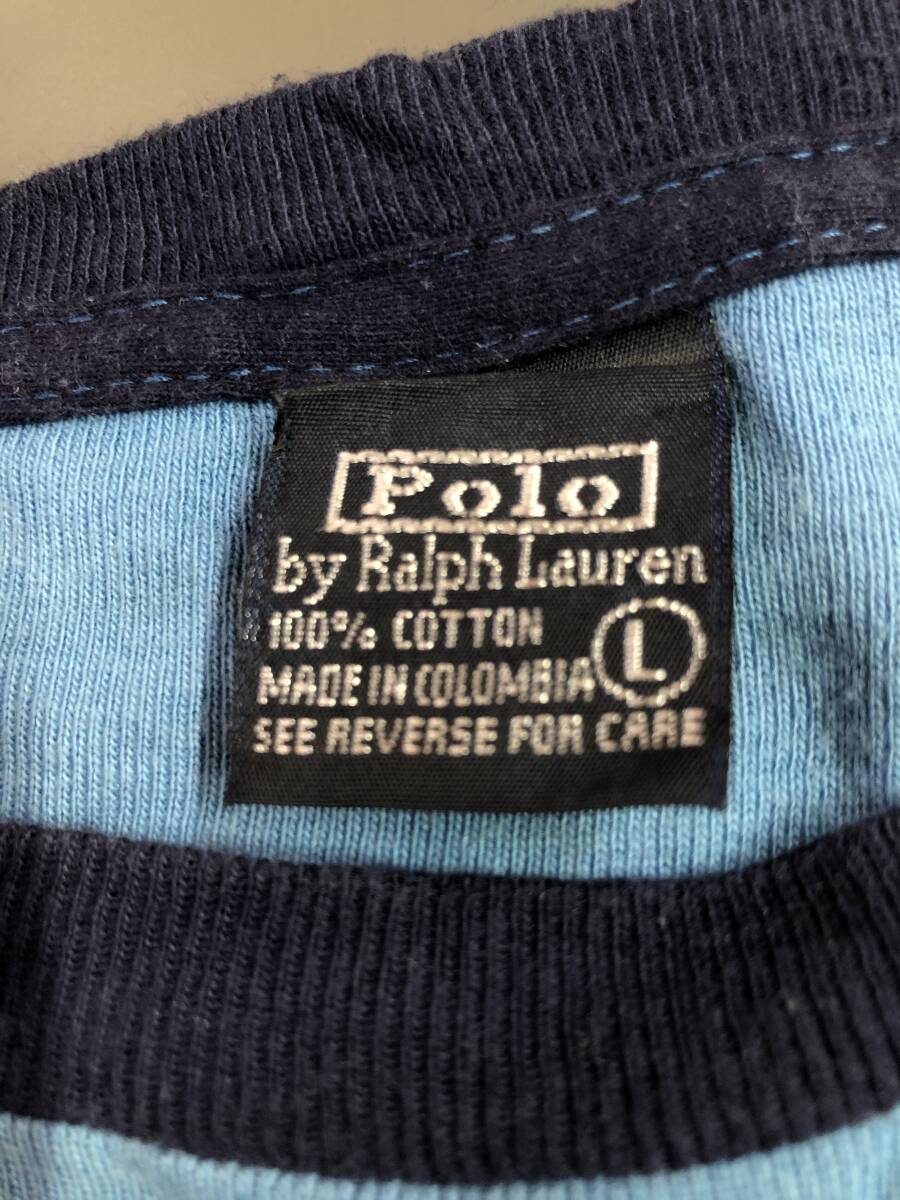 Polo
by Ralph Lauren
100% COTTON
MADE IN COLOMBIA
L
SEE REVERSE FOR CARE